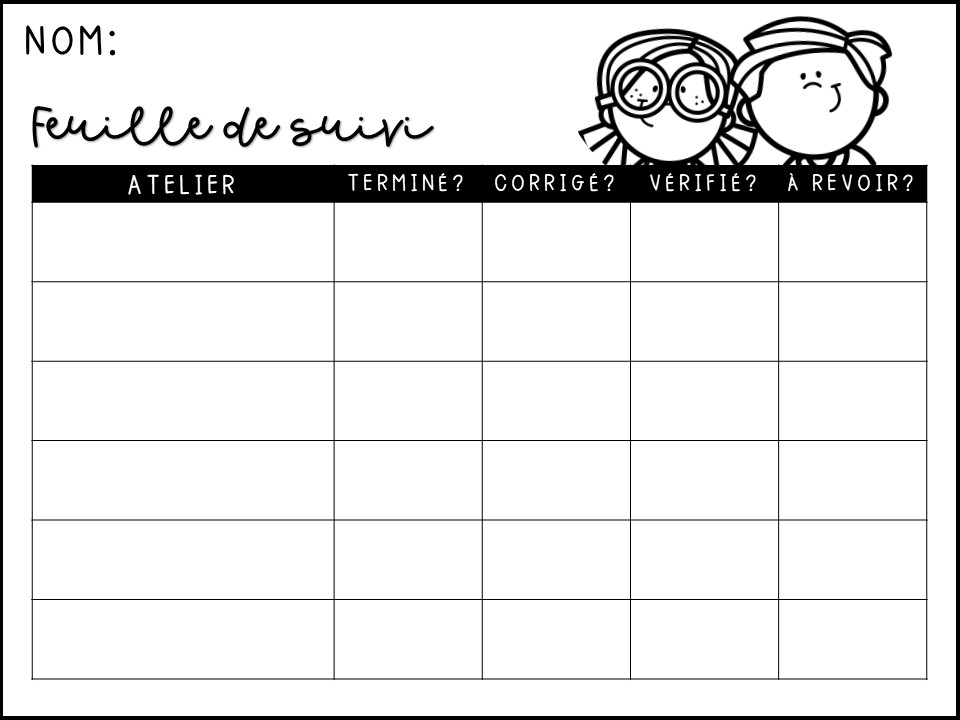 NOM:
Feuille de suivi
ATELIER TERMINÉ? CORRIGÉ? VÉRIFIÉ? À REVOIR?